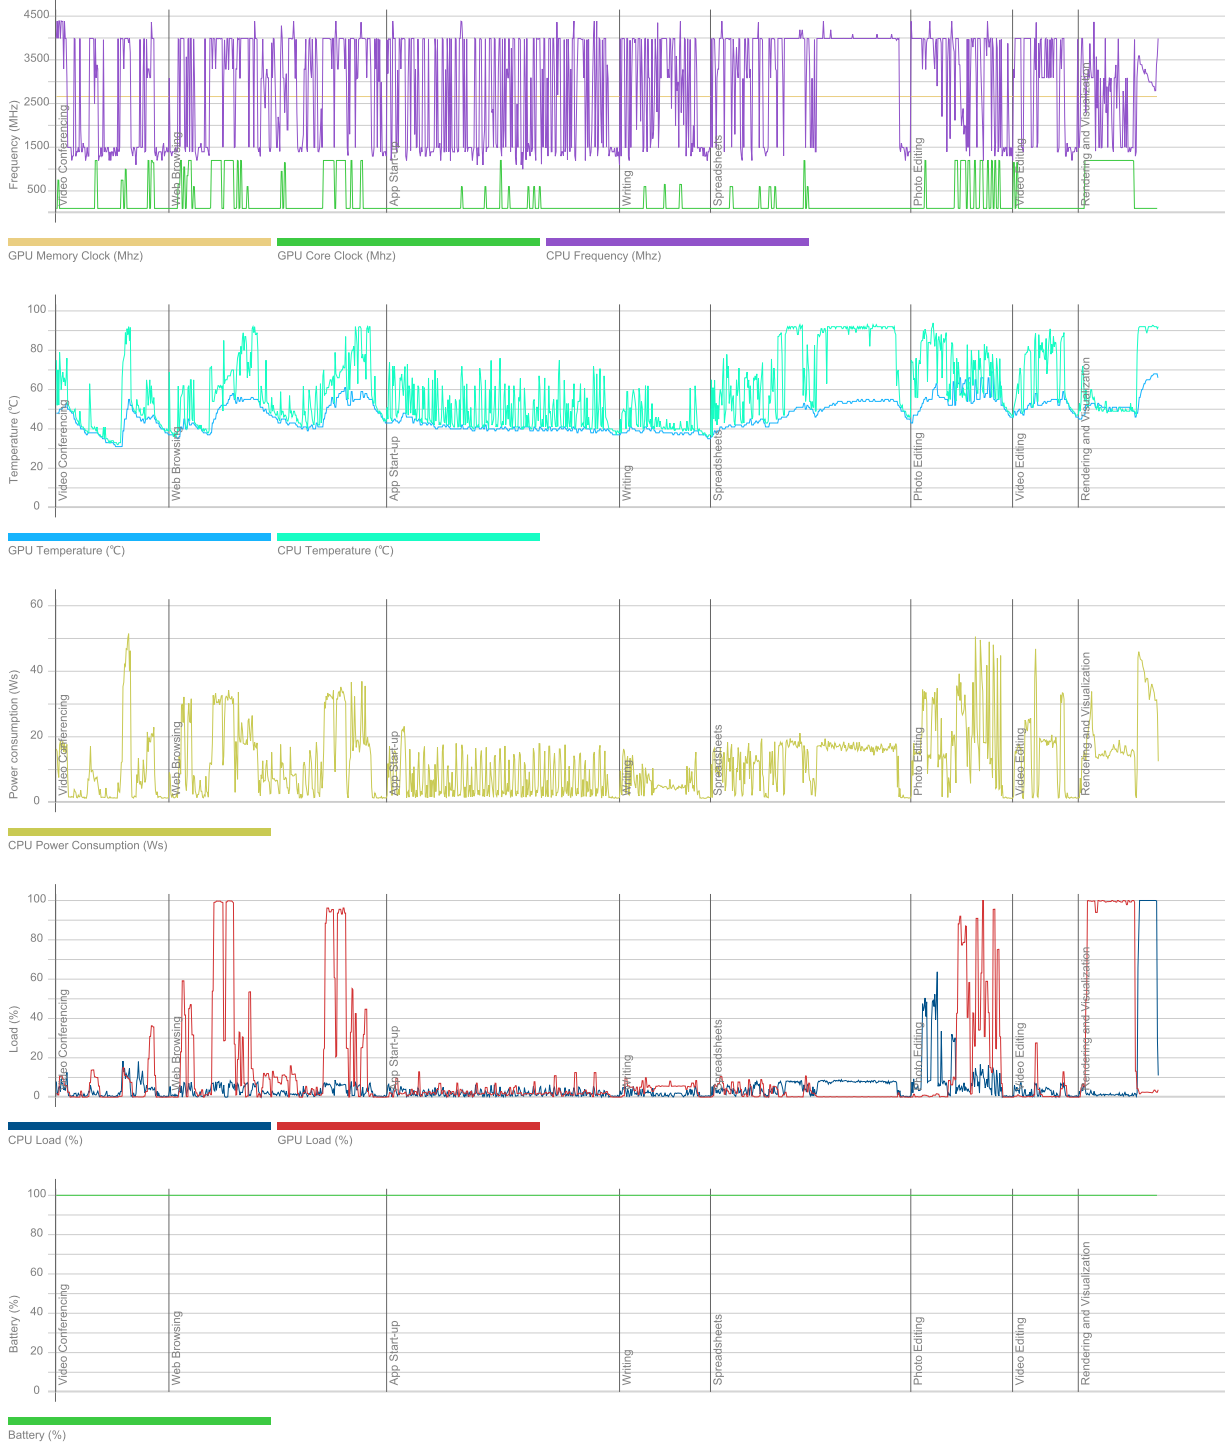 Frequency (MHz)
4500
3500
2500
1500
500
Video Conferencing
Web Browsing
App Start-up
Writing
Spreadsheets
Photo Editing
Video Editing
Rendering and Visualization
GPU Memory Clock (Mhz)
GPU Core Clock (Mhz)
CPU Frequency (Mhz)
Temperature (°C)
100
80
60
40
20
0
Video Conferencing
Web Browsing
App Start-up
Writing
Spreadsheets
Photo Editing
Video Editing
Rendering and Visualization
GPU Temperature (°C)
CPU Temperature (°C)
Power consumption (Ws)
60
40
20
0
Video Conferencing
Web Browsing
App Start-up
Writing
Spreadsheets
Photo Editing
Video Editing
Rendering and Visualization
CPU Power Consumption (Ws)
Load (%)
100
80
60
40
20
0
Video Conferencing
Web Browsing
App Start-up
Writing
Spreadsheets
Photo Editing
Video Editing
Rendering and Visualization
CPU Load (%)
GPU Load (%)
Battery (%)
100
80
60
40
20
0
Video Conferencing
Web Browsing
App Start-up
Writing
Spreadsheets
Photo Editing
Video Editing
Rendering and Visualization
Battery (%)